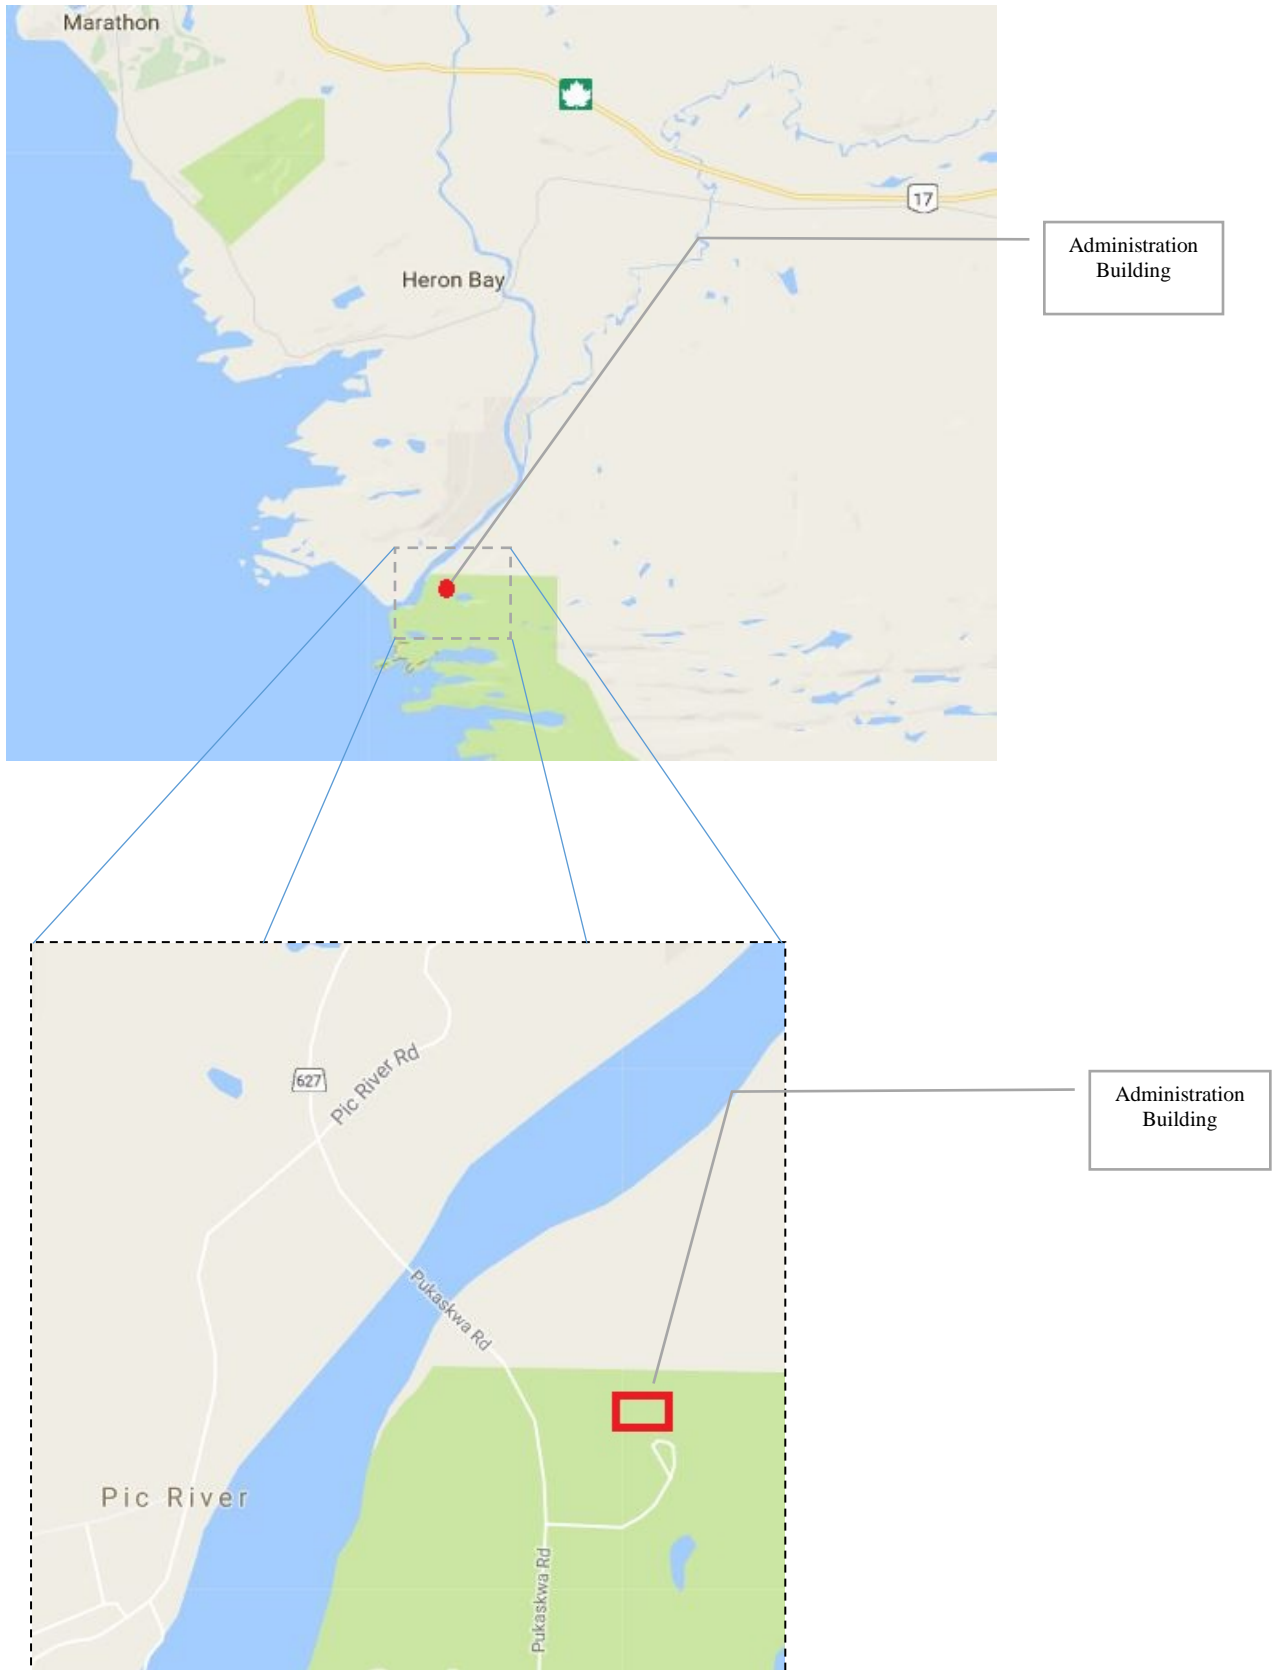 Marathon
17
Administration
Building
Heron Bay
627
Pic River Rd
Administration
Building
Pukaskwa Rd
Pic River
Pukaskwa Rd